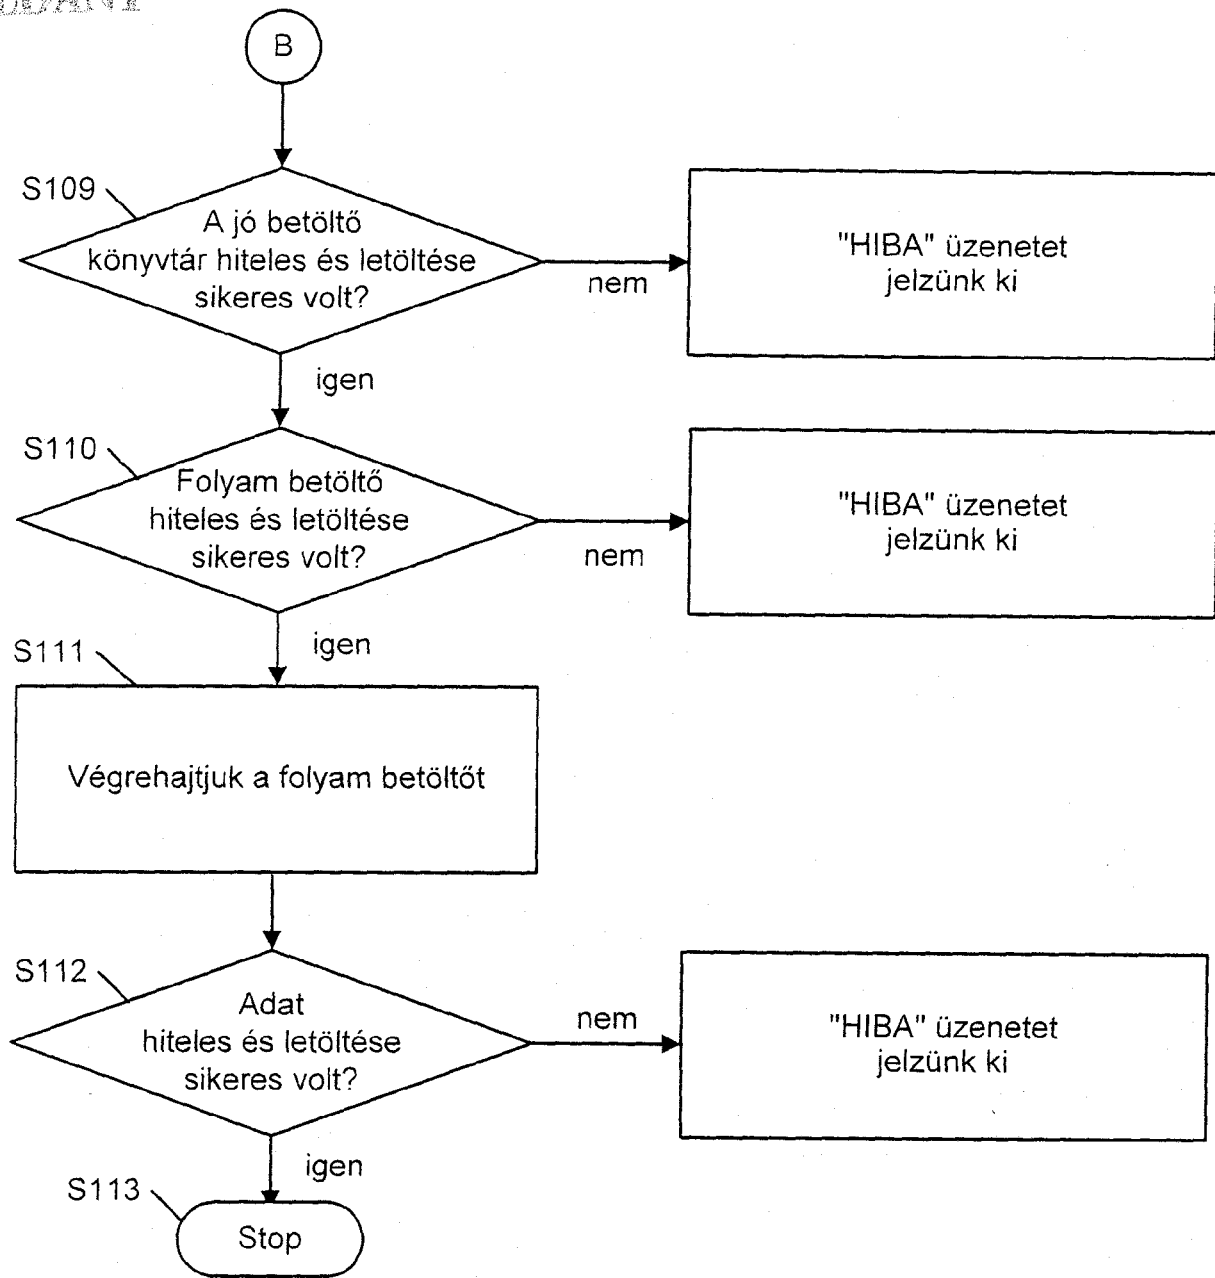 B
S109
A jó betöltő
könyvtár hiteles és letöltése
sikeres volt?
nem
"HIBA" üzenetet
jelzünk ki
igen
S110
Folyam betöltő
hiteles és letöltése
sikeres volt?
nem
"HIBA" üzenetet
jelzünk ki
igen
S111
Végrehajtjuk a folyam betöltőt
S112
Adat
hiteles és letöltése
sikeres volt?
nem
"HIBA" üzenetet
jelzünk ki
igen
S113
Stop